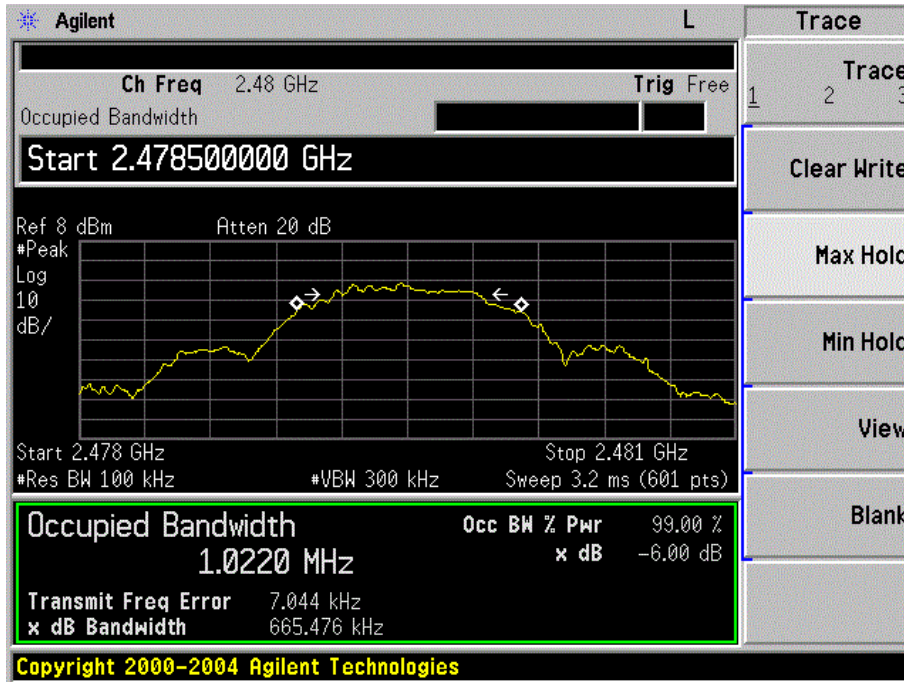 Agilent L Trace
Ch Freq 2.48 GHz Trig Free
Occupied Bandwidth
Start 2.478500000 GHz
Ref 8 dBm Atten 20 dB
#Peak
Log
10
dB/
Start 2.478 GHz Stop 2.481 GHz
#Res BW 100 kHz #VBW 300 kHz Sweep 3.2 ms (601 pts)
Occupied Bandwidth Occ BW % Pwr 99.00 %
1.0220 MHz x dB -6.00 dB
Transmit Freq Error 7.044 kHz
x dB Bandwidth 665.476 kHz
Copyright 2000-2004 Agilent Technologies
Trace
1 2 3
Clear Write
Max Hold
Min Hold
View
Blank